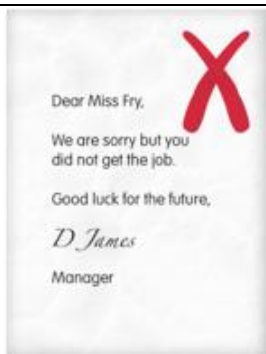 Dear Miss Fry,
We are sorry but you
did not get the job.
Good luck for the future,
D James
Manager